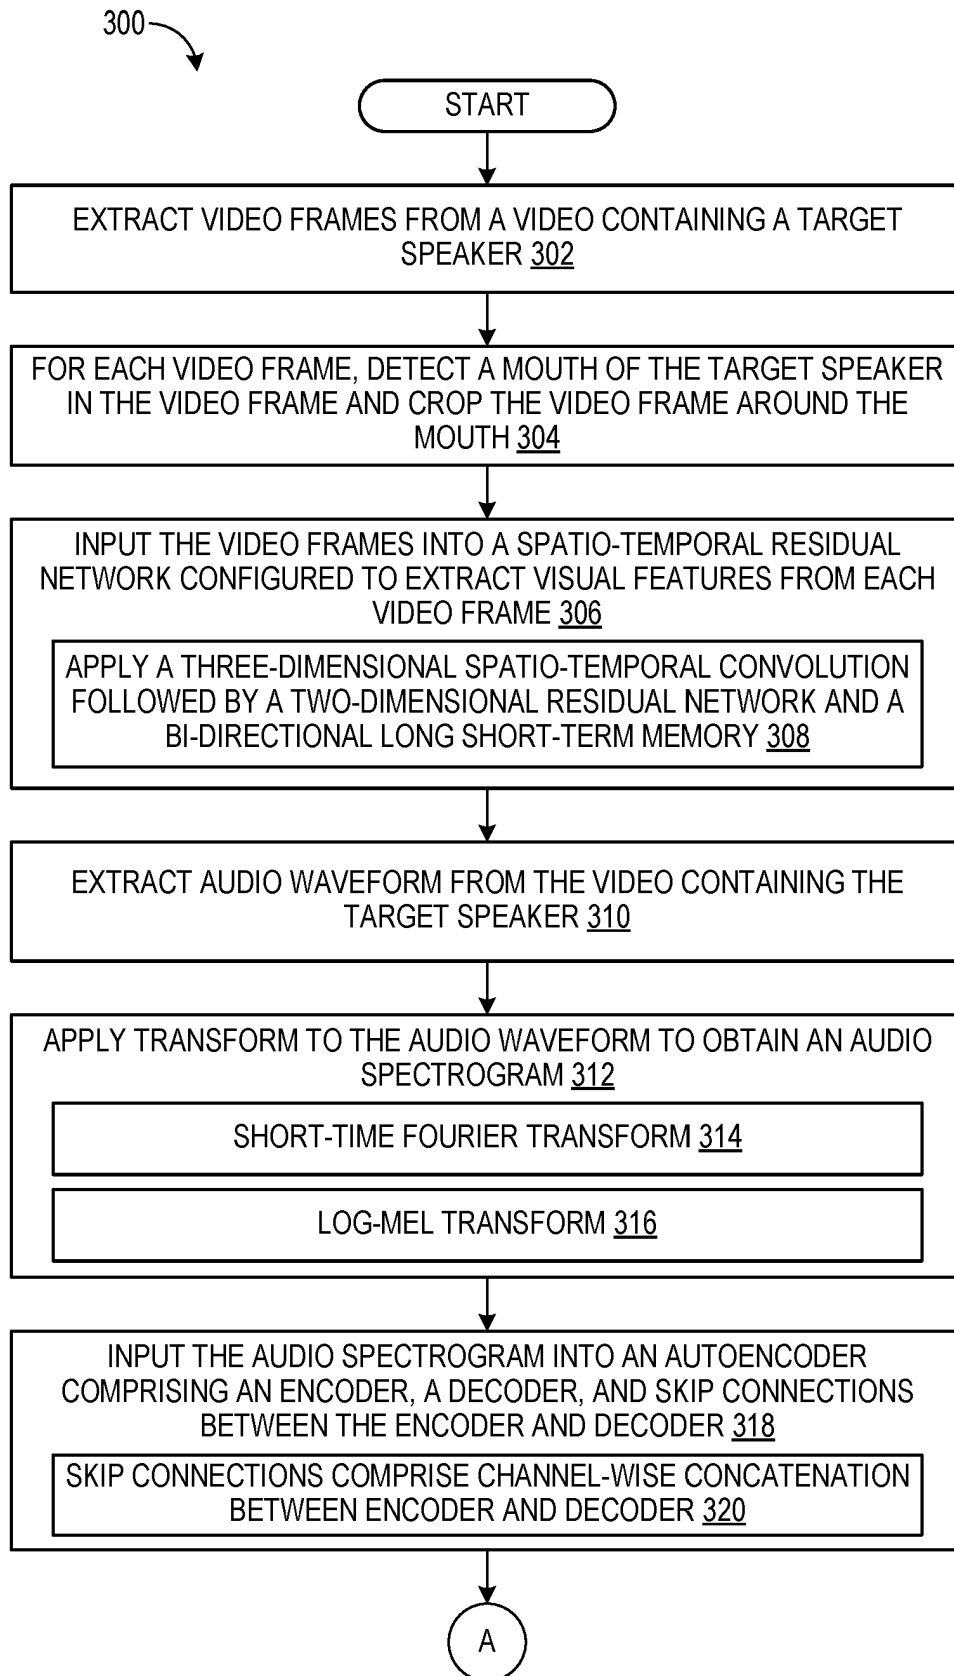 300
START
EXTRACT VIDEO FRAMES FROM A VIDEO CONTAINING A TARGET
SPEAKER 302
FOR EACH VIDEO FRAME, DETECT A MOUTH OF THE TARGET SPEAKER
IN THE VIDEO FRAME AND CROP THE VIDEO FRAME AROUND THE
MOUTH 304
INPUT THE VIDEO FRAMES INTO A SPATIO-TEMPORAL RESIDUAL
NETWORK CONFIGURED TO EXTRACT VISUAL FEATURES FROM EACH
VIDEO FRAME 306
APPLY A THREE-DIMENSIONAL SPATIO-TEMPORAL CONVOLUTION
FOLLOWED BY A TWO-DIMENSIONAL RESIDUAL NETWORK AND A
BI-DIRECTIONAL LONG SHORT-TERM MEMORY 308
EXTRACT AUDIO WAVEFORM FROM THE VIDEO CONTAINING THE
TARGET SPEAKER 310
APPLY TRANSFORM TO THE AUDIO WAVEFORM TO OBTAIN AN AUDIO
SPECTROGRAM 312
SHORT-TIME FOURIER TRANSFORM 314
LOG-MEL TRANSFORM 316
INPUT THE AUDIO SPECTROGRAM INTO AN AUTOENCODER
COMPRISING AN ENCODER, A DECODER, AND SKIP CONNECTIONS
BETWEEN THE ENCODER AND DECODER 318
SKIP CONNECTIONS COMPRISE CHANNEL-WISE CONCATENATION
BETWEEN ENCODER AND DECODER 320
A